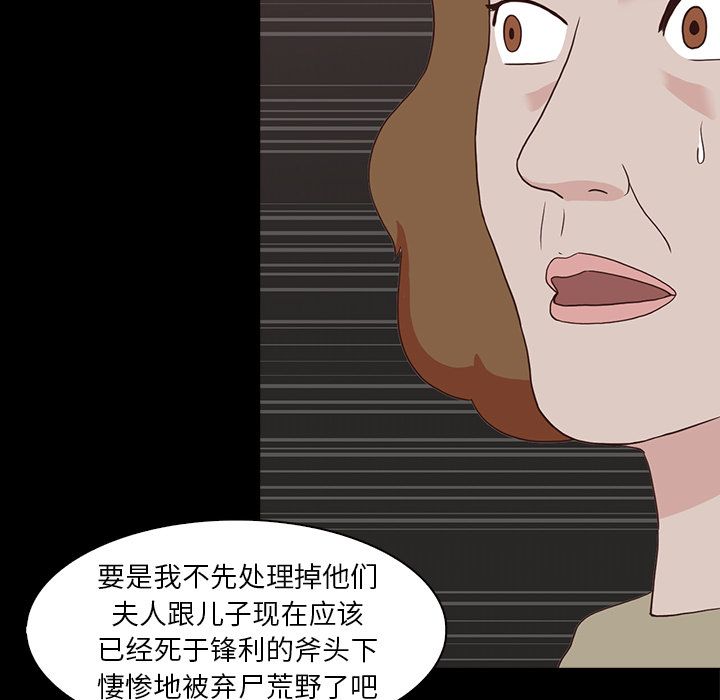 要是我不先处理掉他们
夫人跟儿子现在应该
已经死于锋利的斧头下
悽惨地被弃尸荒野了吧